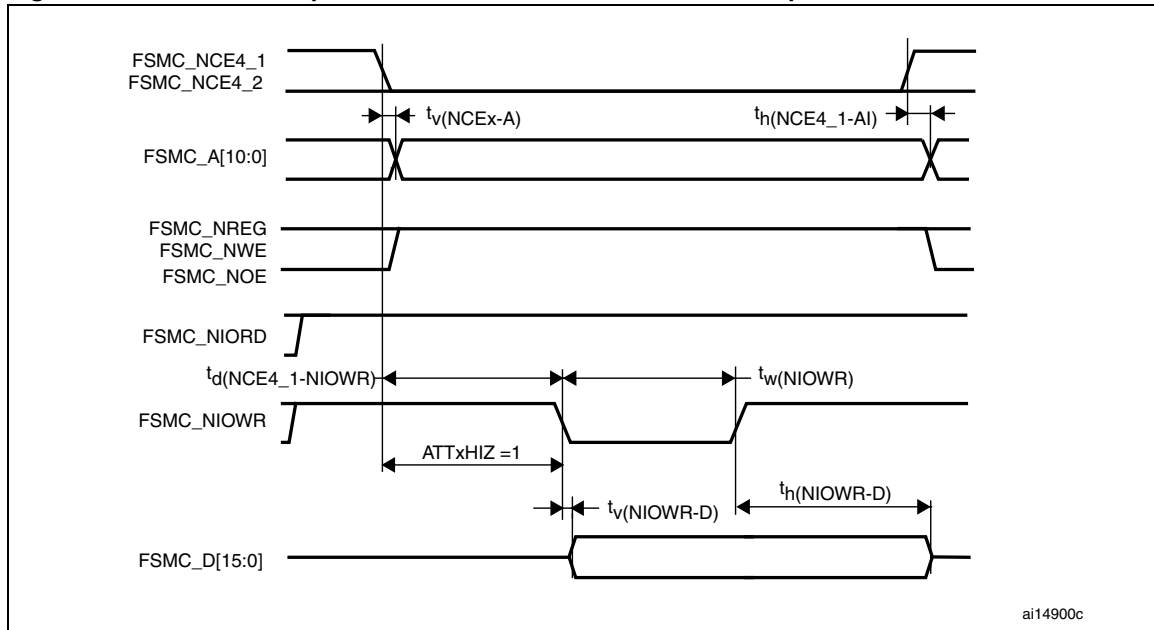 FSMC_NCE4_1
FSMC_NCE4_2
tv(NCEx-A)
th(NCE4_1-AI)
FSMC_A[10:0]
FSMC_NREG
FSMC_NWE
FSMC_NOE
FSMC_NIORD
td(NCE4_1-NIOWR)
tw(NIOWR)
FSMC_NIOWR
ATTxHIZ =1
th(NIOWR-D)
tv(NIOWR-D)
FSMC_D[15:0]
ai14900c